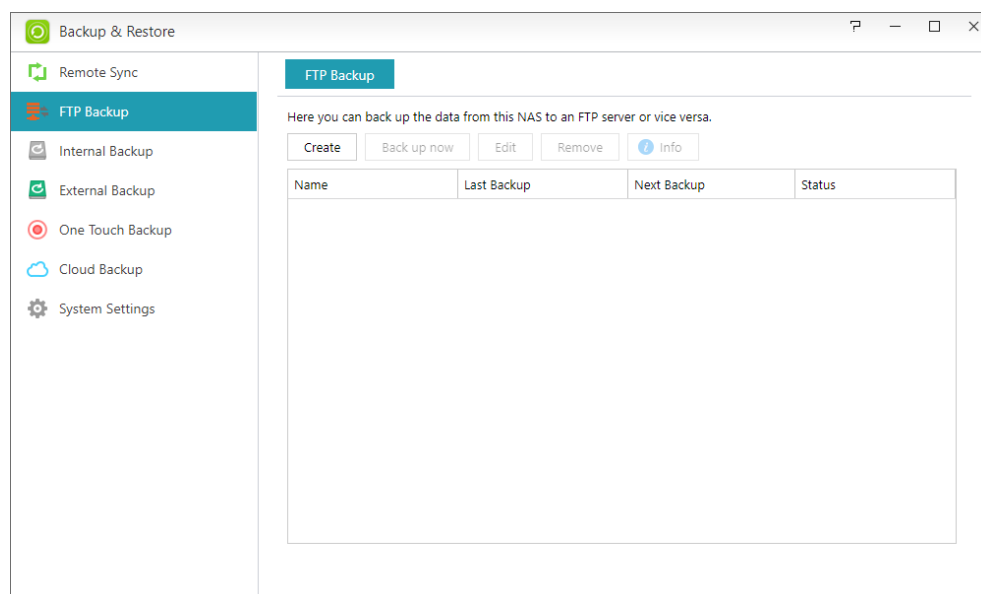 Backup & Restore
Remote Sync
FTP Backup
Internal Backup
External Backup
One Touch Backup
Cloud Backup
System Settings
FTP Backup
Here you can back up the data from this NAS to an FTP server or vice versa.
Create Back up now Edit Remove i Info
Name Last Backup Next Backup Status